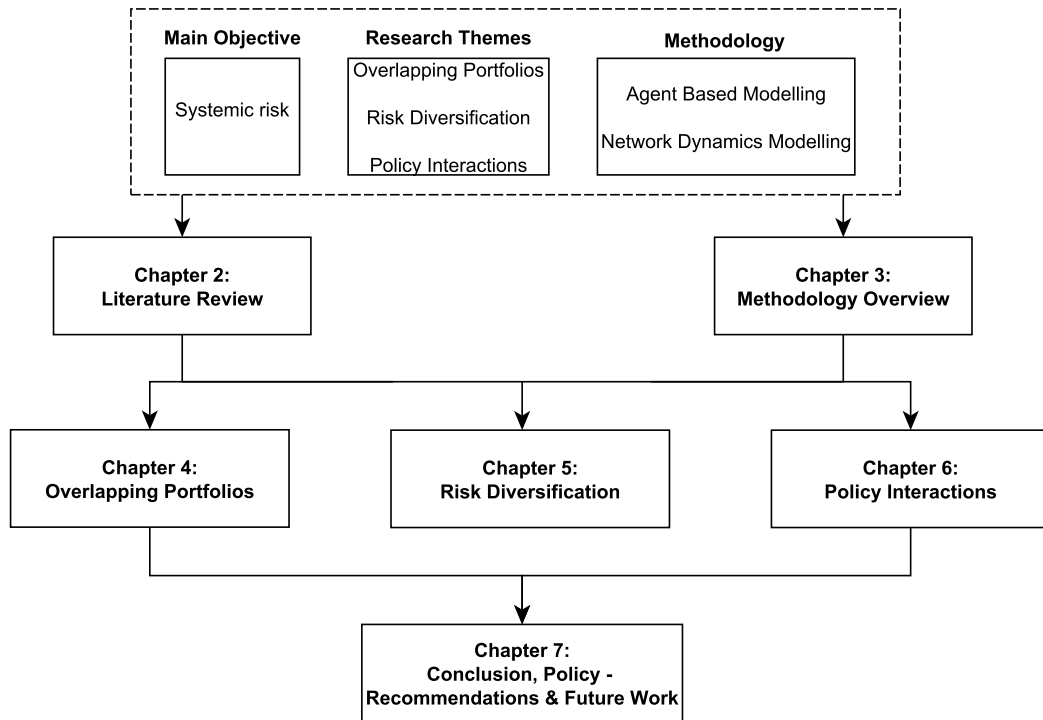 Main Objective
Research Themes
Methodology
Systemic risk
Overlapping Portfolios
Risk Diversification
Policy Interactions
Agent Based Modelling
Network Dynamics Modelling
Chapter 2:
Literature Review
Chapter 3:
Methodology Overview
Chapter 4:
Overlapping Portfolios
Chapter 5:
Risk Diversification
Chapter 6:
Policy Interactions
Chapter 7:
Conclusion, Policy -
Recommendations & Future Work